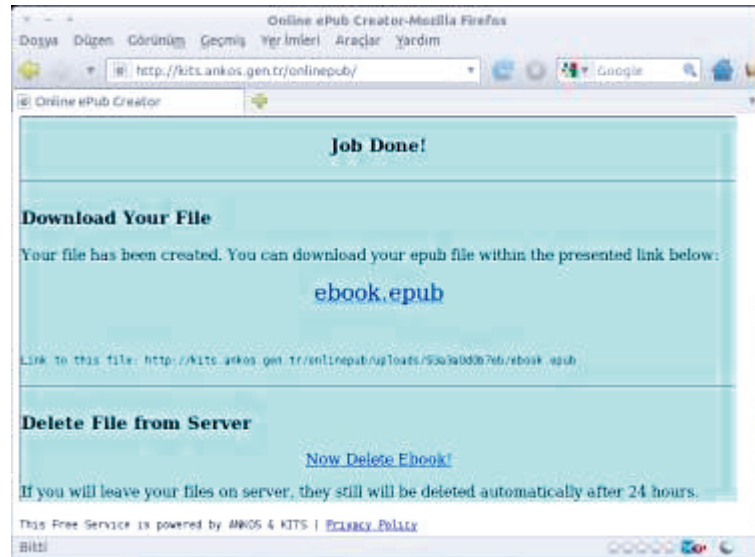 Online ePub Creator-Mozilla Firefox
Dosya Düzen Görünüm Geçmiş Yer İmleri Araçlar Yardım
http://kits.ankos.gen.tr/onlinepub/ Google
Online ePub Creator
Job Done!
Download Your File
Your file has been created. You can download your epub file within the presented link below:
ebook.epub
Link to this file: http://kits.ankos.gen.tr/onlinepub/uploads/
Delete File from Server
Now Delete Ebook!
If you will leave your files on server, they still will be deleted automatically after 24 hours.
This Free Service is powered by ANKOS & KITS | Privacy Policy
Bitti